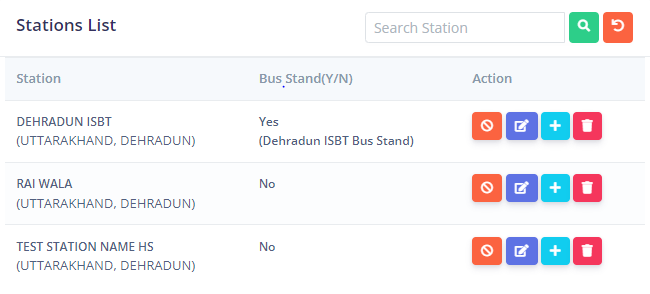 Stations List
Search Station
Station Bus Stand(Y/N) Action
DEHRADUN ISBT Yes
(UTTARAKHAND, DEHRADUN) (Dehradun ISBT Bus Stand)
RAI WALA No
(UTTARAKHAND, DEHRADUN)
TEST STATION NAME HS No
(UTTARAKHAND, DEHRADUN)